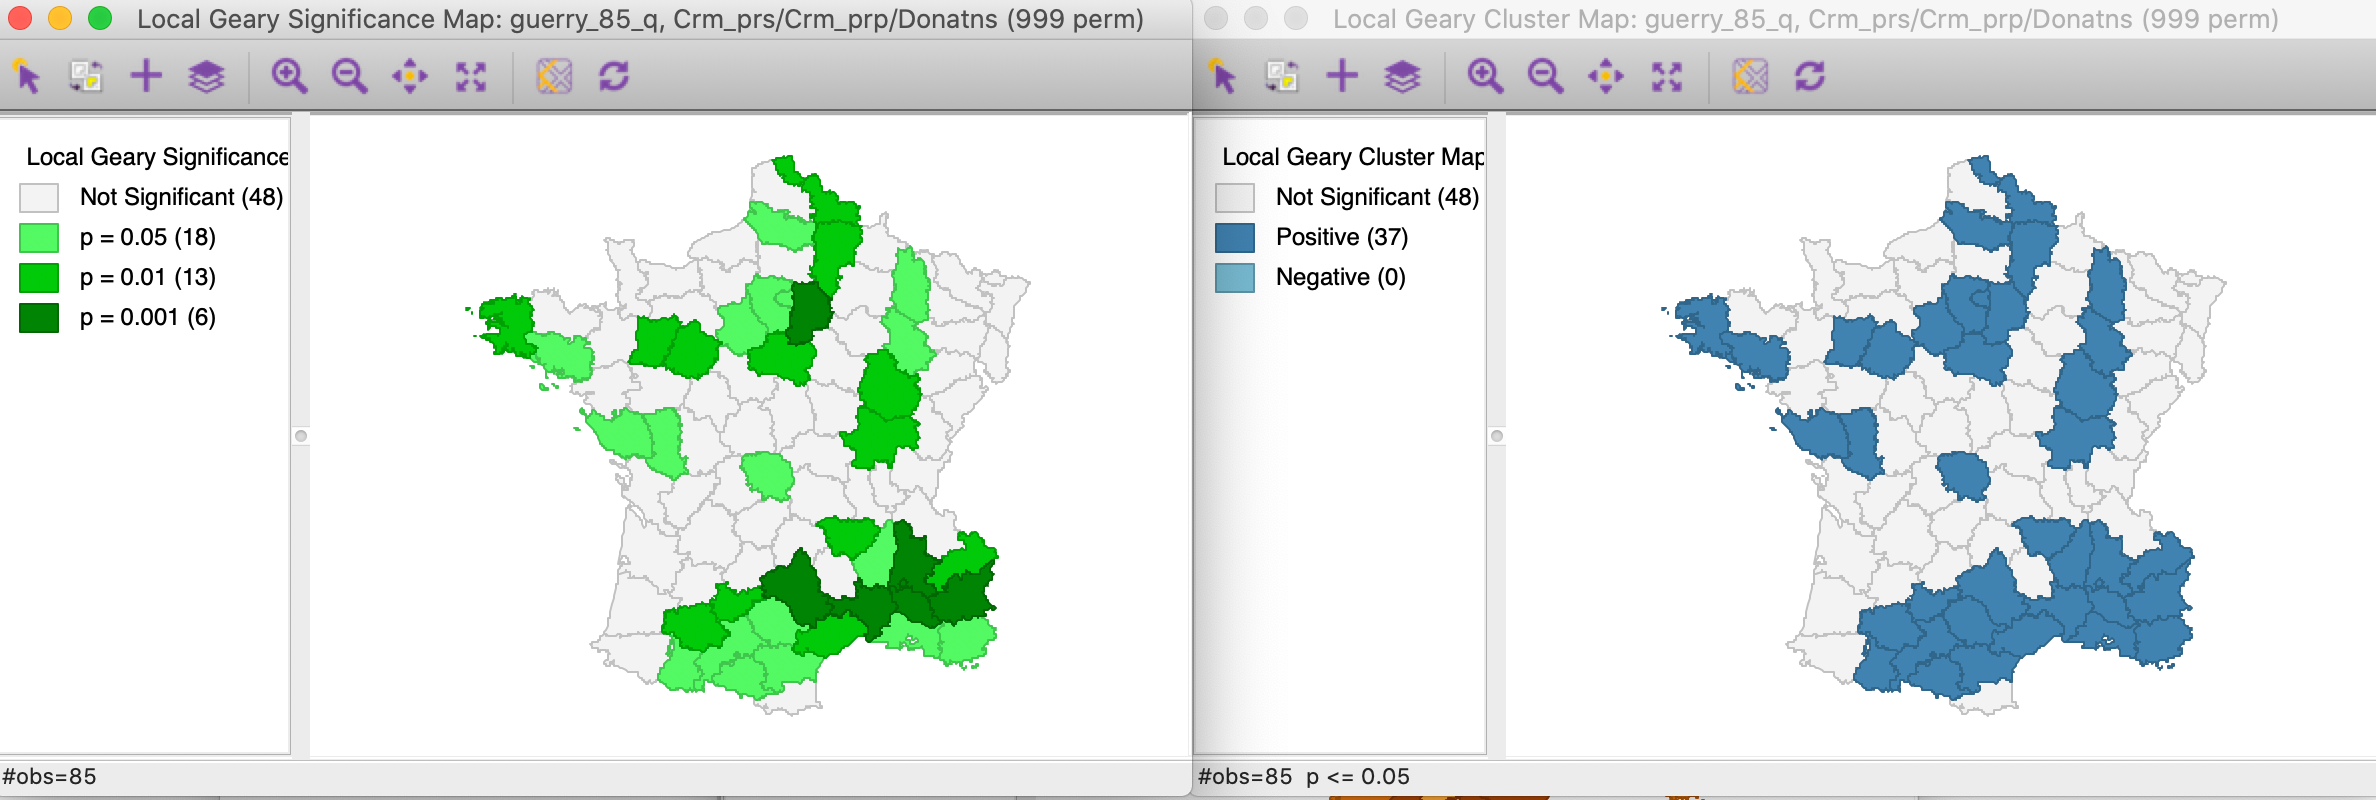 Local Geary Significance Map: guerry_85_q, Crm_prs/Crm_prp/Donatns (999 perm)
Local Geary Significance
Not Significant (48)
p = 0.05 (18)
p = 0.01 (13)
p = 0.001 (6)
#obs=85
Local Geary Cluster Map: guerry_85_q, Crm_prs/Crm_prp/Donatns (999 perm)
Local Geary Cluster Map
Not Significant (48)
Positive (37)
Negative (0)
#obs=85 p <= 0.05